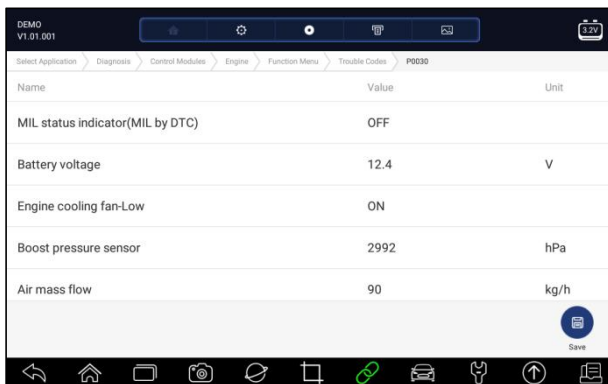 DEMO
V1.01.001
3.2V
Select Application Diagnosis Control Modules Engine Function Menu Trouble Codes P0030
Name Value Unit
MIL status indicator(MIL by DTC) OFF
Battery voltage 12.4 V
Engine cooling fan-Low ON
Boost pressure sensor 2992 hPa
Air mass flow 90 kg/h
Save